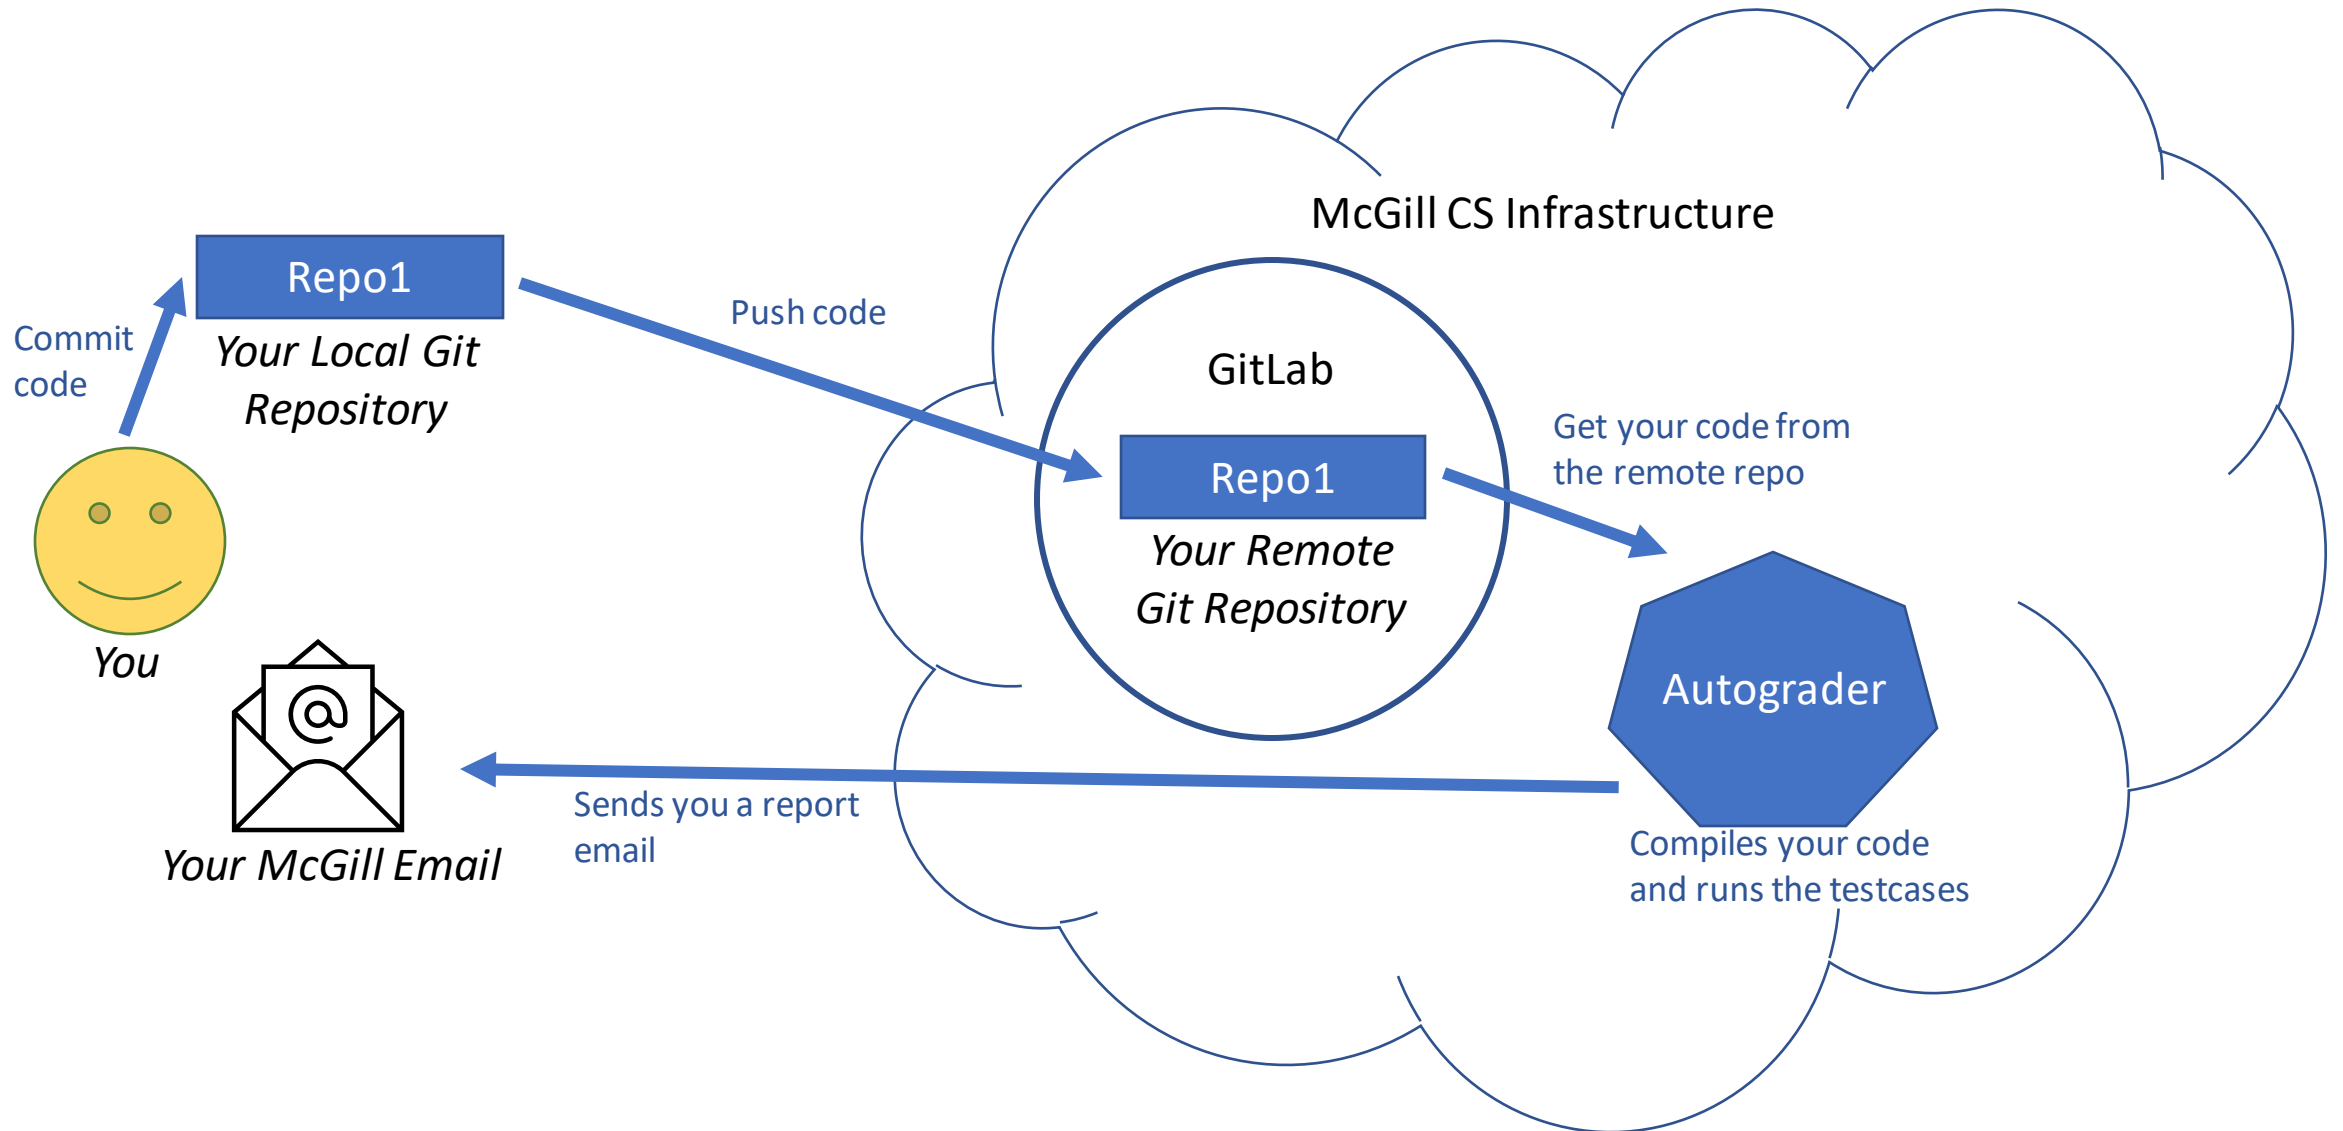 McGill CS Infrastructure
Repo1
Your Local Git
Repository
Commit
code
You
Push code
GitLab
Repo1
Your Remote
Git Repository
Get your code from
the remote repo
Autograder
Compiles your code
and runs the testcases
Sends you a report
email
@
Your McGill Email